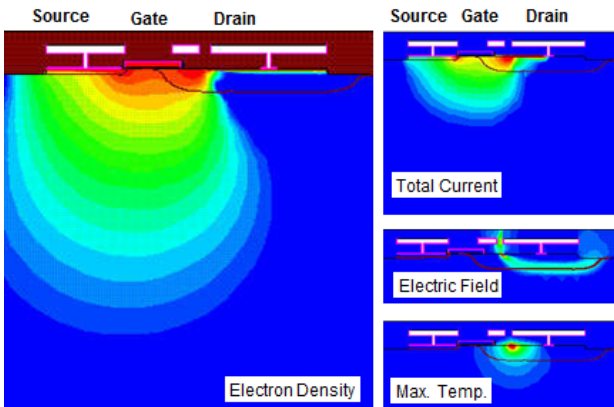 Source Gate Drain
Electron Density
Source Gate Drain
Total Current
Electric Field
Max. Temp.